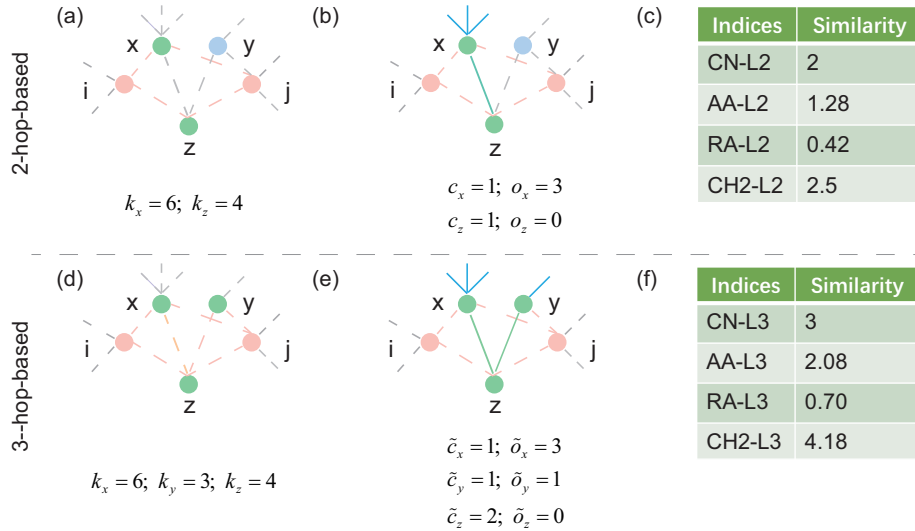 (a)
(b)
(c)
x
y
i
j
z
x
y
i
j
z
2-hop-based
k_x = 6; k_z = 4
c_x = 1; o_x = 3
c_z = 1; o_z = 0
Indices Similarity
CN-L2 2
AA-L2 1.28
RA-L2 0.42
CH2-L2 2.5
(d)
(e)
(f)
x
y
i
j
z
x
y
i
j
z
3--hop-based
k_x = 6; k_y = 3; k_z = 4
c̃_x = 1; õ_x = 3
c̃_y = 1; õ_y = 1
c̃_z = 2; õ_z = 0
Indices Similarity
CN-L3 3
AA-L3 2.08
RA-L3 0.70
CH2-L3 4.18